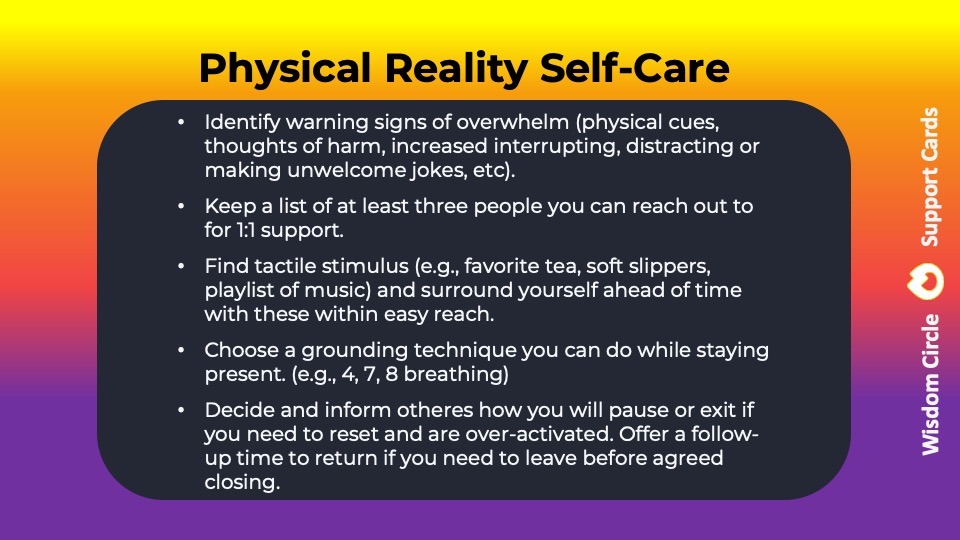 Physical Reality Self-Care
• Identify warning signs of overwhelm (physical cues,
thoughts of harm, increased interrupting, distracting or
making unwelcome jokes, etc).
• Keep a list of at least three people you can reach out to
for 1:1 support.
• Find tactile stimulus (e.g., favorite tea, soft slippers,
playlist of music) and surround yourself ahead of time
with these within easy reach.
• Choose a grounding technique you can do while staying
present. (e.g., 4, 7, 8 breathing)
• Decide and inform otheres how you will pause or exit if
you need to reset and are over-activated. Offer a follow-
up time to return if you need to leave before agreed
closing.
Wisdom Circle Support Cards